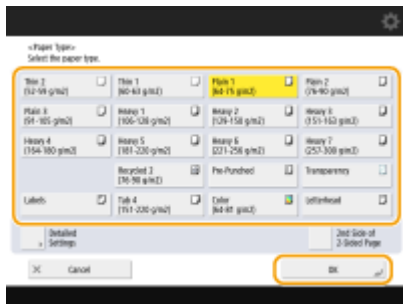 <Paper Type>
Select the paper type.
Thin 2
(52-59 g/m2)
Thin 1
(60-63 g/m2)
Plain 1
(64-75 g/m2)
Plain 2
(76-90 g/m2)
Plain 3
(91-105 g/m2)
Heavy 1
(106-128 g/m2)
Heavy 2
(129-150 g/m2)
Heavy 3
(151-163 g/m2)
Heavy 4
(164-180 g/m2)
Heavy 5
(181-220 g/m2)
Heavy 6
(221-256 g/m2)
Heavy 7
(257-300 g/m2)
Recycled 2
(76-90 g/m2)
Pre-Punched
Transparency
Labels
Tab 4
(151-220 g/m2)
Color
(64-81 g/m2)
Letterhead
Detailed
Settings
2nd Side of
2-Sided Page
Cancel
OK